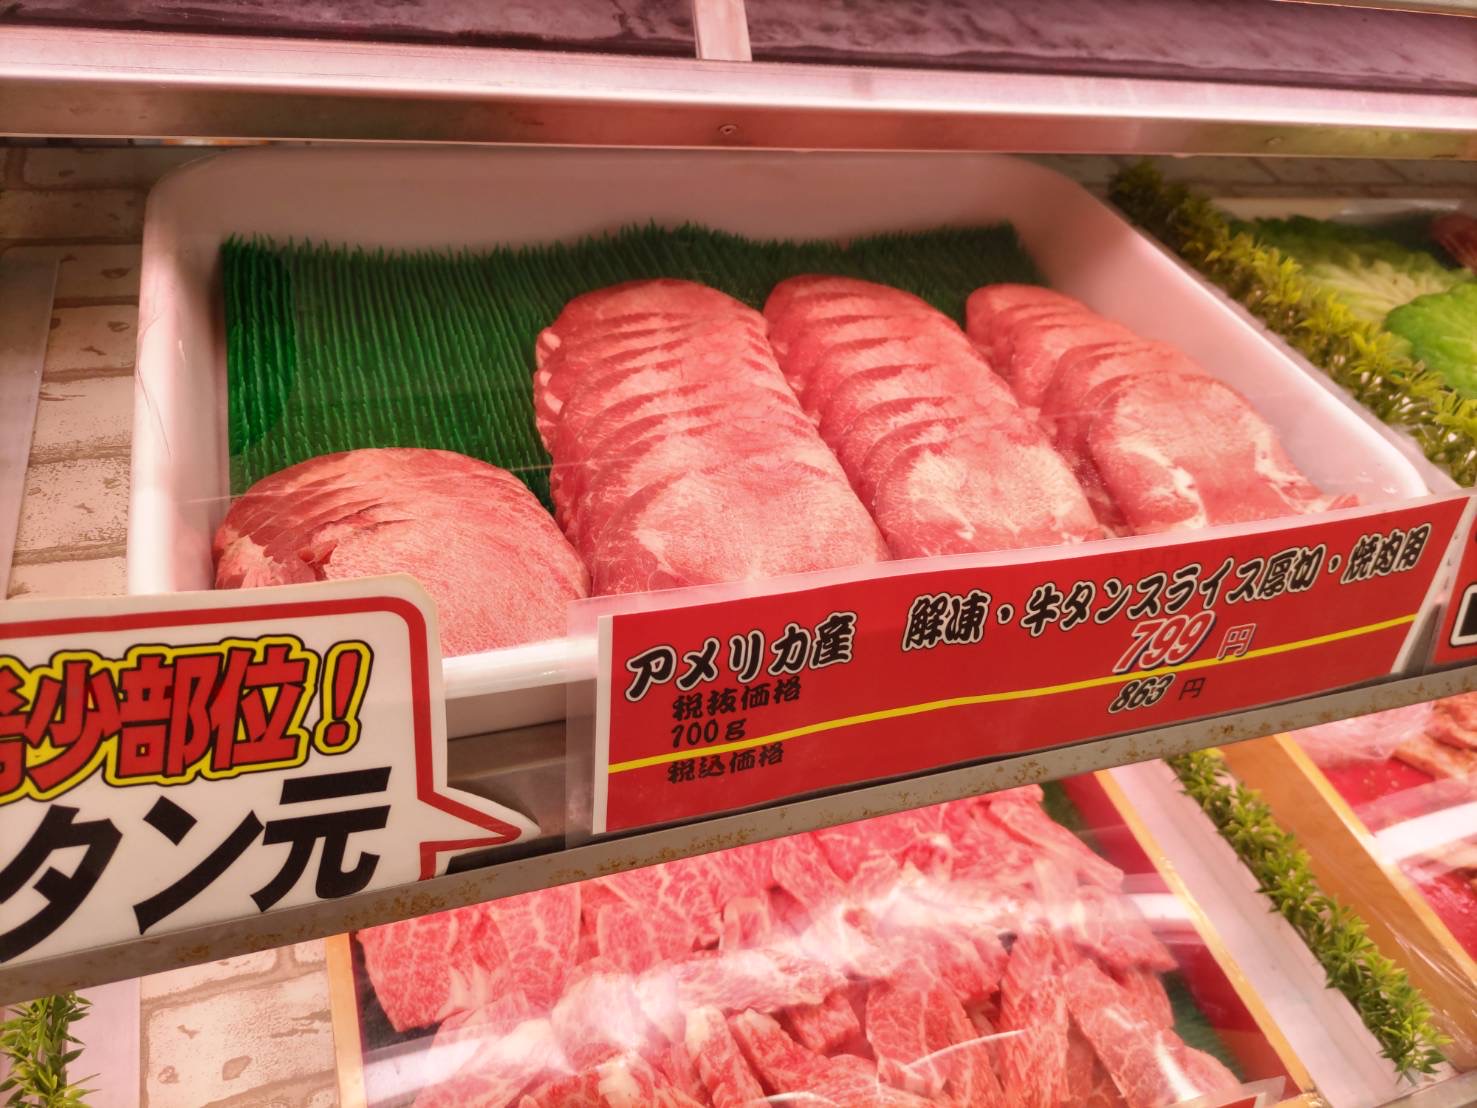 希少部位!
タン元
アメリカ産 解凍・牛タンスライス厚切・焼肉用
税抜価格
100g
799円
税込価格
863円